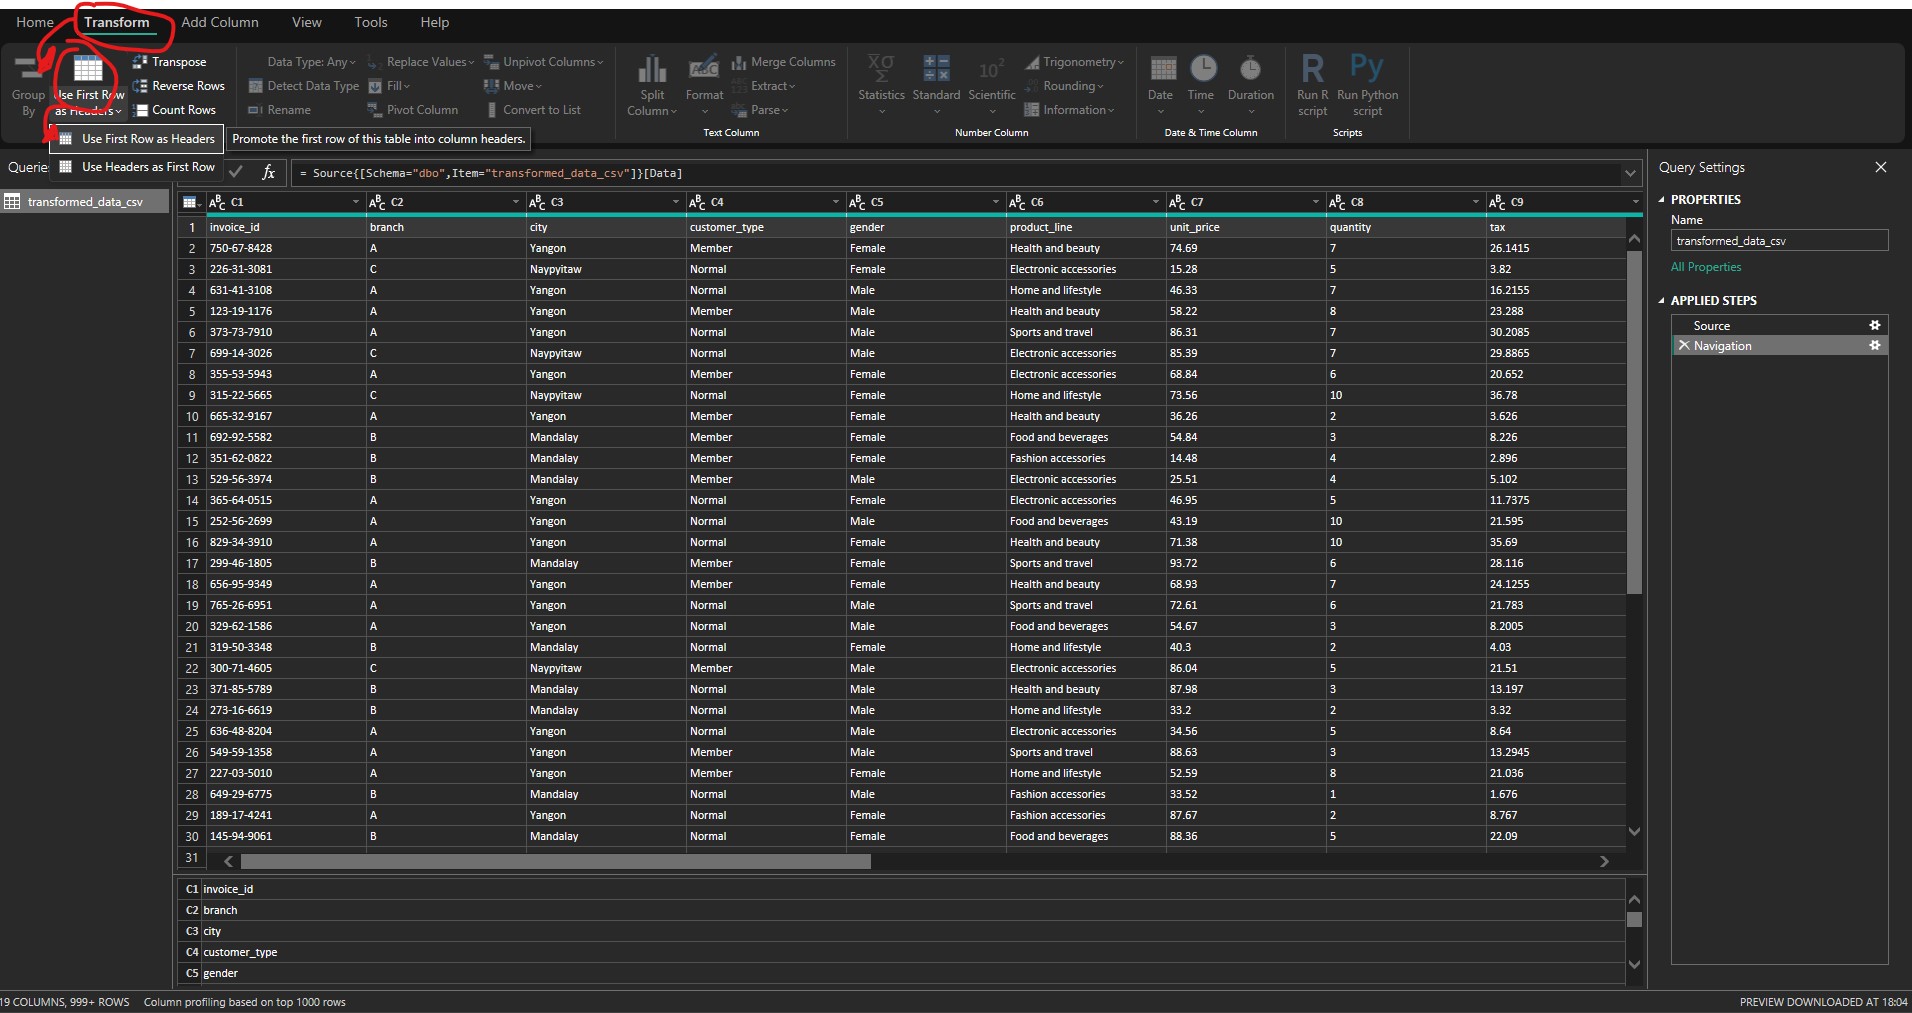 Home Transform Add Column View Tools Help
Group By
Use First Row as Headers
Transpose
Reverse Rows
Count Rows
Data Type: Any
Detect Data Type
Rename
Replace Values
Fill
Pivot Column
Unpivot Columns
Move
Convert to List
Split Column
Format
Merge Columns
Extract
Parse
Text Column
Statistics
Standard
Scientific
Trigonometry
Rounding
Information
Number Column
Date
Time
Duration
Date & Time Column
Run R script
Run Python script
Scripts
Use First Row as Headers
Promote the first row of this table into column headers.
Use Headers as First Row
fx = Source{[Schema="dbo",Item="transformed_data_csv"]}[Data]
transformed_data_csv
C1 C2 C3 C4 C5 C6 C7 C8 C9
1 invoice_id branch city customer_type gender product_line unit_price quantity tax
2 750-67-8428 A Yangon Member Female Health and beauty 74.69 7 26.1415
3 226-31-3081 C Naypyitaw Normal Female Electronic accessories 15.28 5 3.82
4 631-41-3108 A Yangon Normal Male Home and lifestyle 46.33 7 16.2155
5 123-19-1176 A Yangon Member Male Health and beauty 58.22 8 23.288
6 373-73-7910 A Yangon Normal Male Sports and travel 86.31 7 30.2085
7 699-14-3026 C Naypyitaw Normal Male Electronic accessories 85.39 7 29.8865
8 355-53-5943 A Yangon Member Female Electronic accessories 68.84 6 20.652
9 315-22-5665 C Naypyitaw Normal Female Home and lifestyle 73.56 10 36.78
10 665-32-9167 A Yangon Member Female Health and beauty 36.26 2 3.626
11 692-92-5582 B Mandalay Member Female Food and beverages 54.84 3 8.226
12 351-62-0822 B Mandalay Member Female Fashion accessories 14.48 4 2.896
13 529-56-3974 B Mandalay Member Male Electronic accessories 25.51 4 5.102
14 365-64-0515 A Yangon Normal Female Electronic accessories 46.95 5 11.7375
15 252-56-2699 A Yangon Normal Male Food and beverages 43.19 10 21.595
16 829-34-3910 A Yangon Normal Female Health and beauty 71.38 10 35.69
17 299-46-1805 B Mandalay Member Female Sports and travel 93.72 6 28.116
18 656-95-9349 A Yangon Member Female Health and beauty 68.93 7 24.1255
19 765-26-6951 A Yangon Normal Male Sports and travel 72.61 6 21.783
20 329-62-1586 A Yangon Normal Male Food and beverages 54.67 3 8.2005
21 319-50-3348 B Mandalay Normal Female Home and lifestyle 40.3 2 4.03
22 300-71-4605 C Naypyitaw Member Male Electronic accessories 86.04 5 21.51
23 371-85-5789 B Mandalay Normal Male Health and beauty 87.98 3 13.197
24 273-16-6619 B Mandalay Normal Male Home and lifestyle 33.2 2 3.32
25 636-48-8204 A Yangon Normal Male Electronic accessories 34.56 5 8.64
26 549-59-1358 A Yangon Member Male Sports and travel 88.63 3 13.2945
27 227-03-5010 A Yangon Member Female Home and lifestyle 52.59 8 21.036
28 649-29-6775 B Mandalay Normal Male Fashion accessories 33.52 1 1.676
29 189-17-4241 A Yangon Normal Female Fashion accessories 87.67 2 8.767
30 145-94-9061 B Mandalay Normal Female Food and beverages 88.36 5 22.09
31
C1 invoice_id
C2 branch
C3 city
C4 customer_type
C5 gender
Query Settings
PROPERTIES
Name
transformed_data_csv
All Properties
APPLIED STEPS
Source
Navigation
19 COLUMNS, 999+ ROWS Column profiling based on top 1000 rows
PREVIEW DOWNLOADED AT 18:04